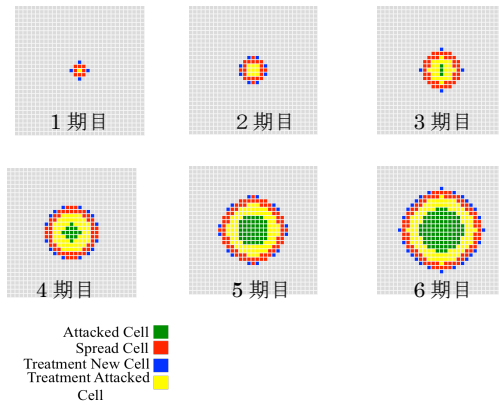 1 期目
2 期目
3 期目
4 期目
5 期目
6 期目
Attacked Cell
Spread Cell
Treatment New Cell
Treatment Attacked
Cell